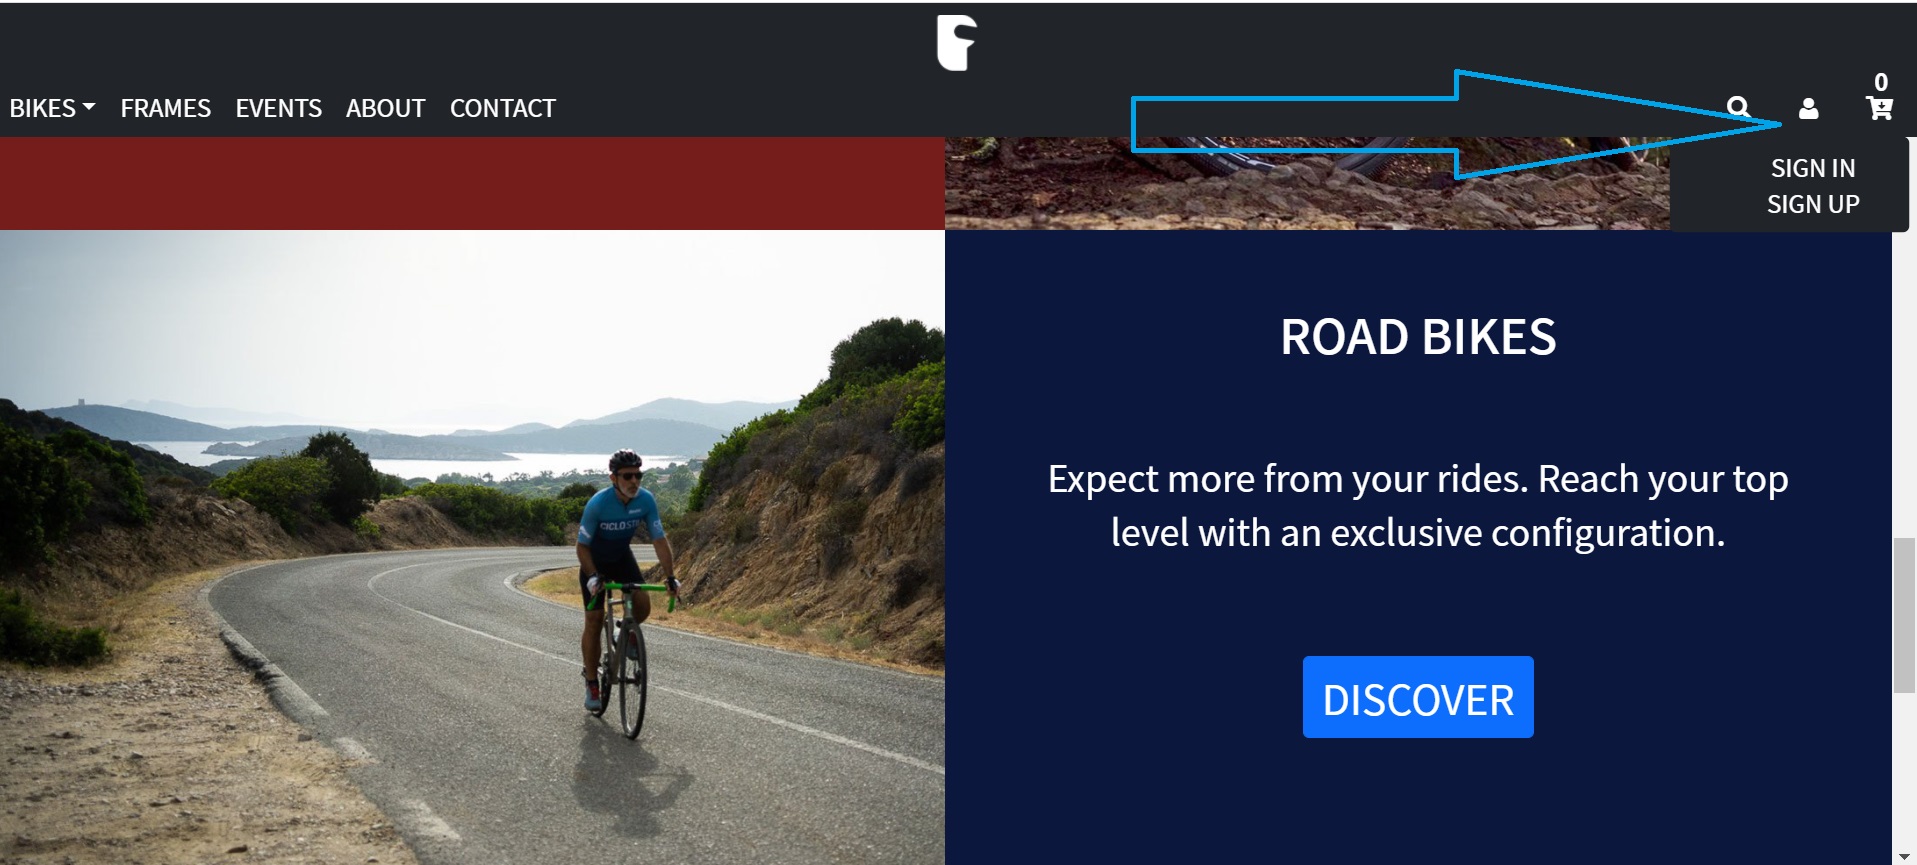 0
BIKES FRAMES EVENTS ABOUT CONTACT
SIGN IN
SIGN UP
ROAD BIKES
Expect more from your rides. Reach your top
level with an exclusive configuration.
DISCOVER